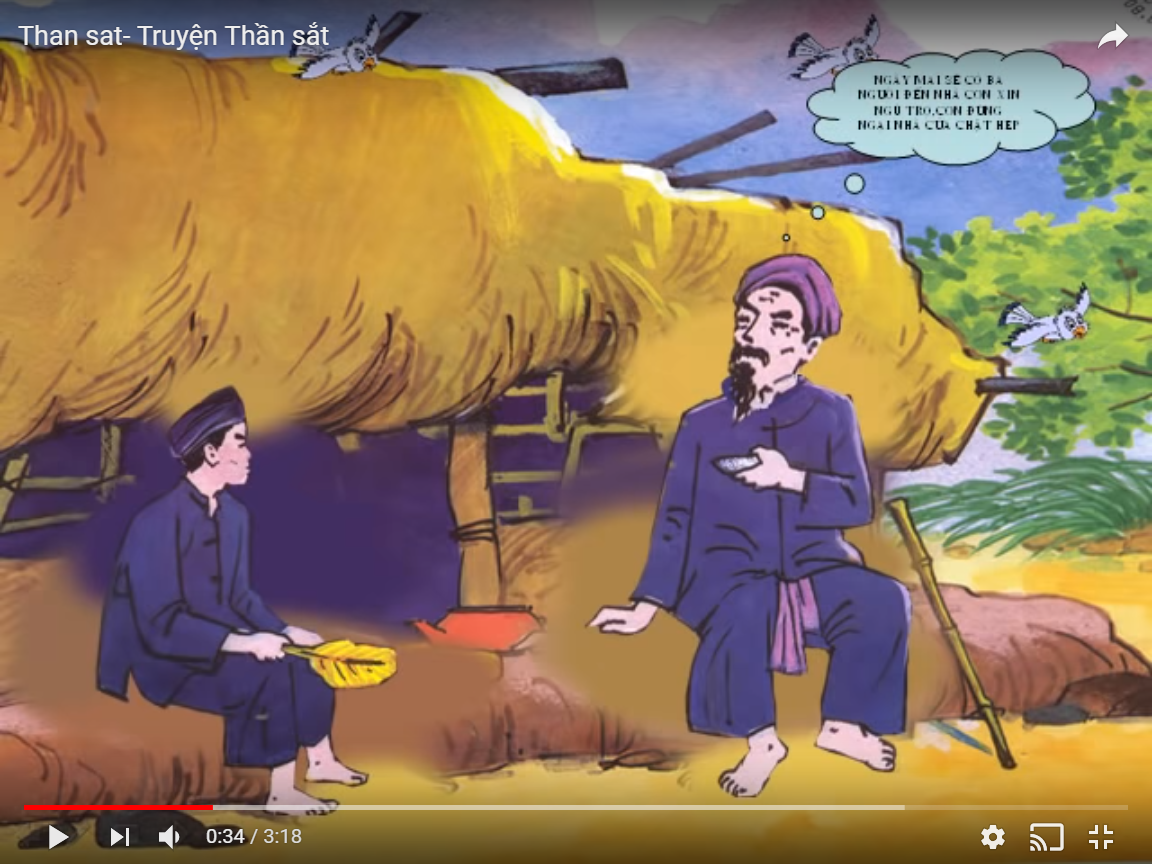 Than sat- Truyện Thần sắt
NGÀY MAI SẼ CÓ BA
NGƯỜI ĐẾN NHÀ CON XIN
NGỦ TRỌ,CON ĐỪNG
NGẠI NHÀ CỬA CHẬT HẸP
0:34 / 3:18